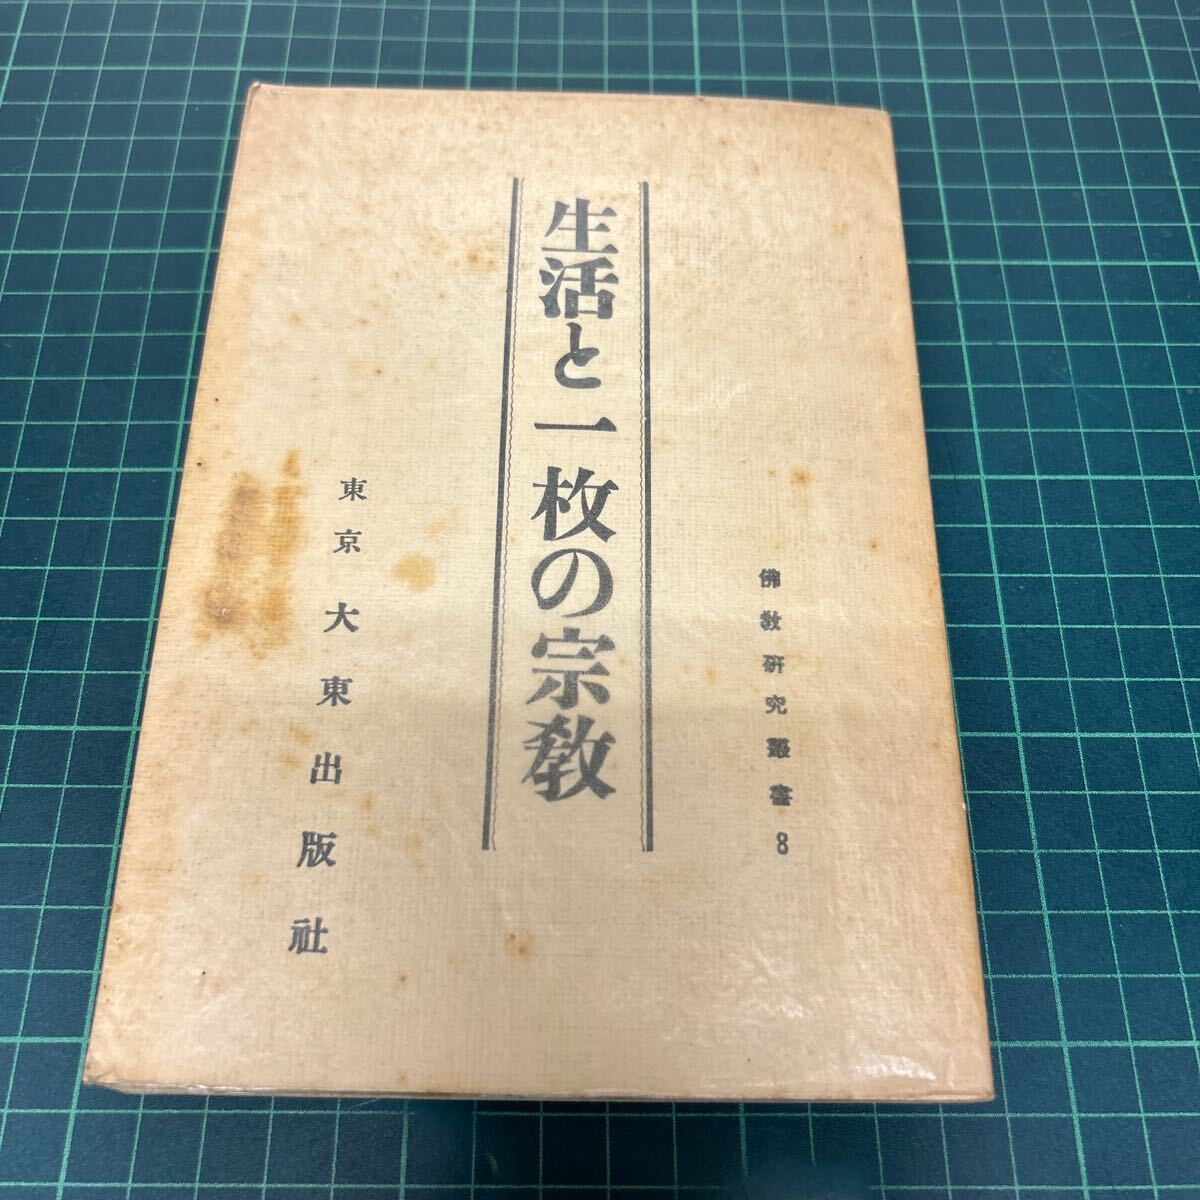 佛教研究叢書8
生活と一枚の宗教
東京大東出版社